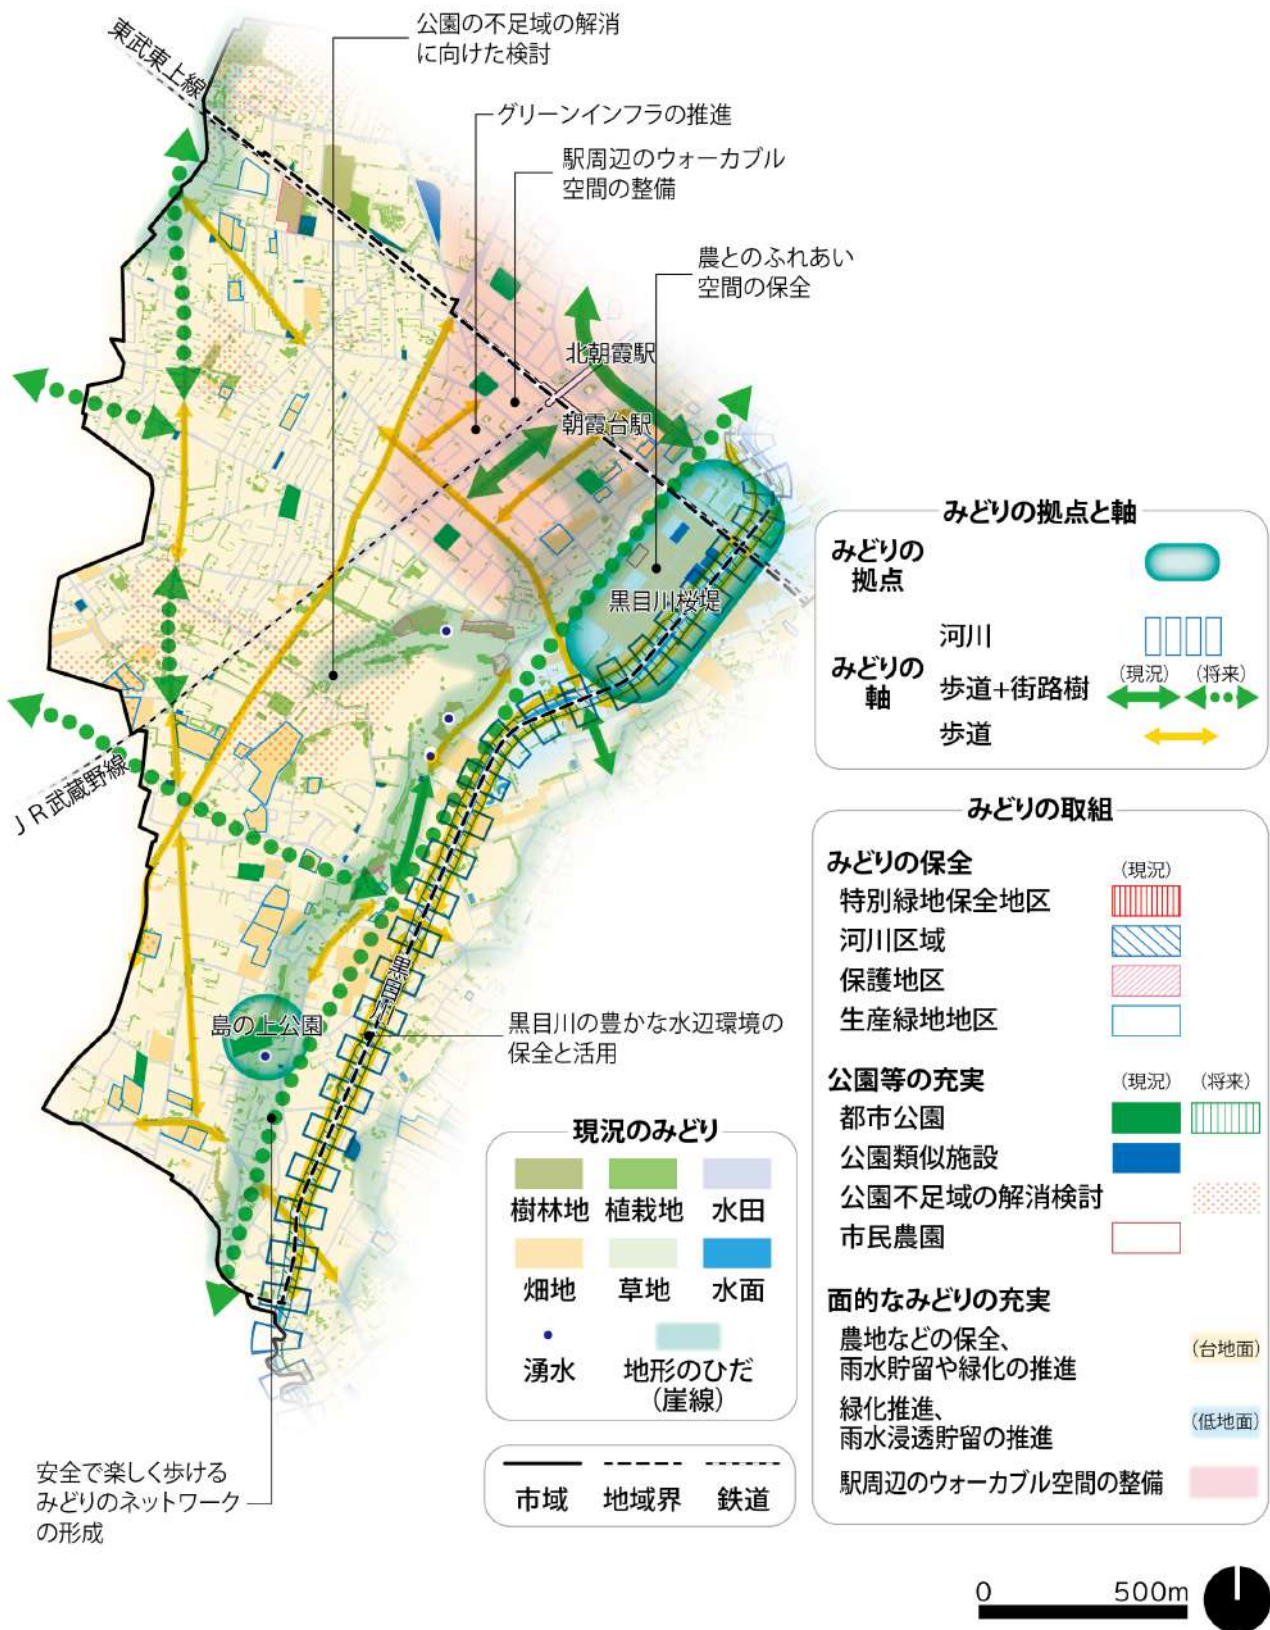 公園の不足域の解消
に向けた検討
東武東上線
グリーンインフラの推進
駅周辺のウォーカブル
空間の整備
農とのふれあい
空間の保全
北朝霞駅
朝霞台駅
黒目川桜堤
JR武蔵野線
黒目川
島の上公園
黒目川の豊かな水辺環境の
保全と活用
安全で楽しく歩ける
みどりのネットワーク
の形成
みどりの拠点と軸
みどりの
拠点
みどりの
軸
河川
(現況) (将来)
歩道+街路樹
歩道
みどりの取組
みどりの保全 (現況)
特別緑地保全地区
河川区域
保護地区
生産緑地地区
公園等の充実 (現況) (将来)
都市公園
公園類似施設
公園不足域の解消検討
市民農園
面的なみどりの充実
農地などの保全、
雨水貯留や緑化の推進
(台地面)
緑化推進、
雨水浸透貯留の推進
(低地面)
駅周辺のウォーカブル空間の整備
現況のみどり
樹林地 植栽地 水田
畑地 草地 水面
湧水 地形のひだ
(崖線)
市域 地域界 鉄道
0 500m